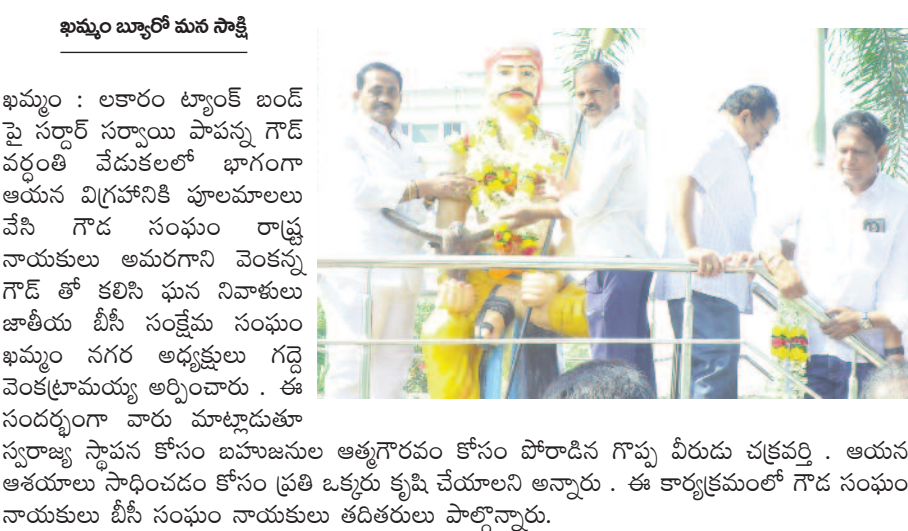 ఖమ్మం బ్యూరో మన సాక్షి
ఖమ్మం : లకారం ట్యాంక్ బండ్
పై సర్దార్ సర్వాయి పాపన్న గౌడ్
వర్ధంతి వేడుకలలో భాగంగా
ఆయన విగ్రహానికి పూలమాలలు
వేసి గౌడ సంఘం రాష్ట్ర
నాయకులు అమరగాని వెంకన్న
గౌడ్ తో కలిసి ఘన నివాళులు
జాతీయ బీసీ సంక్షేమ సంఘం
ఖమ్మం నగర అధ్యక్షులు గద్దె
వెంకట్రామయ్య అర్పించారు . ఈ
సందర్భంగా వారు మాట్లాడుతూ
స్వరాజ్య స్థాపన కోసం బహుజనుల ఆత్మగౌరవం కోసం పోరాడిన గొప్ప వీరుడు చక్రవర్తి . ఆయన
ఆశయాలు సాధించడం కోసం ప్రతి ఒక్కరు కృషి చేయాలని అన్నారు . ఈ కార్యక్రమంలో గౌడ సంఘం
నాయకులు బీసీ సంఘం నాయకులు తదితరులు పాల్గొన్నారు.